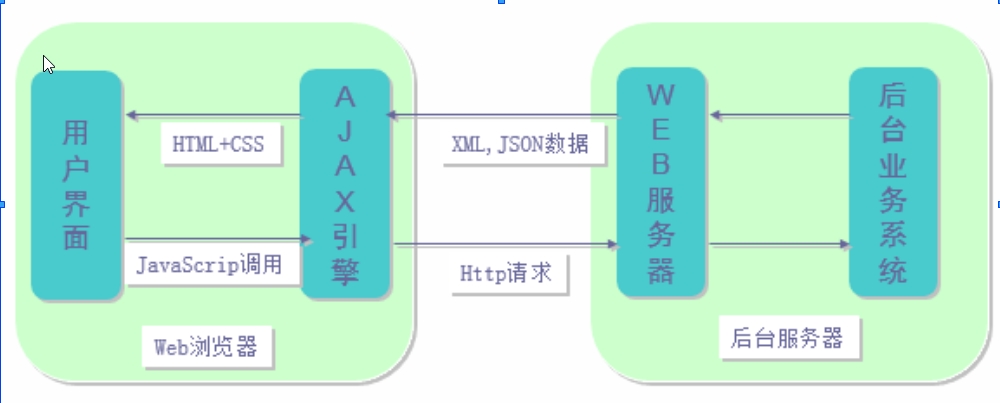 用户界面
HTML+CSS
JavaScrip调用
AJAX引擎
Web浏览器
XML,JSON数据
Http请求
WEB服务器
后台业务系统
后台服务器